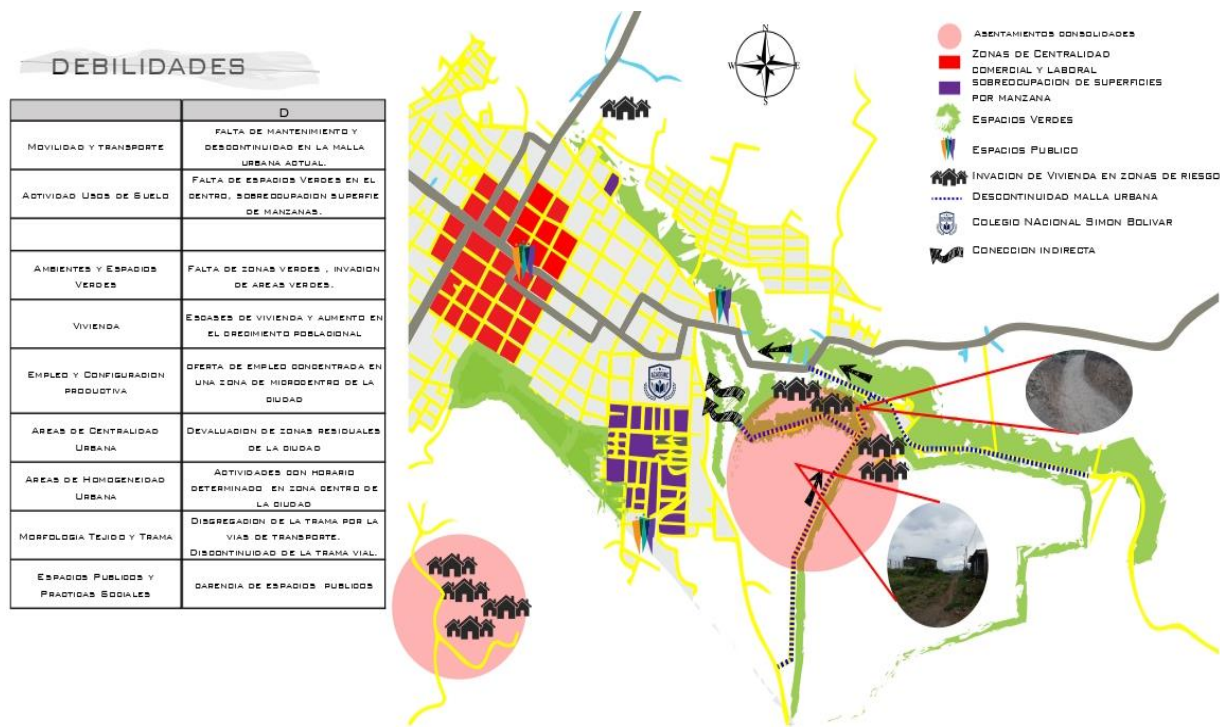 DEBILIDADES
D
MOVILIDAD Y TRANSPORTE
FALTA DE MANTENIMIENTO Y
DESCONTINUIDAD EN LA MALLA
URBANA ACTUAL.
ACTIVIDAD USOS DE SUELO
FALTA DE ESPACIOS VERDES EN EL
CENTRO, SOBREOCUPACION SUPERFIE
DE MANZANAS.
AMBIENTES Y ESPACIOS
VERDES
FALTA DE ZONAS VERDES , INVACION
DE AREAS VERDES.
VIVIENDA
ESCASES DE VIVIENDA Y AUMENTO EN
EL CRECIMIENTO POBLACIONAL
EMPLEO Y CONFIGURACION
PRODUCTIVA
OFERTA DE EMPLEO CONCENTRADA EN
UNA ZONA DE MICROCENTRO DE LA
CIUDAD
AREAS DE CENTRALIDAD
URBANA
DEVALUACION DE ZONAS RESIDUALES
DE LA CIUDAD
AREAS DE HOMOGENEIDAD
URBANA
ACTIVIDADES CON HORARIO
DETERMINADO EN ZONA CENTRO DE
LA CIUDAD
MORFOLOGIA TEJIDO Y TRAMA
DISGREGACION DE LA TRAMA POR LA
VIAS DE TRANSPORTE.
DISCONTINUIDAD DE LA TRAMA VIAL.
ESPACIOS PUBLICOS Y
PRACTICAS SOCIALES
CARENCIA DE ESPACIOS PUBLICOS
N
W
E
S
ASENTAMIENTOS CONSOLIDADES
ZONAS DE CENTRALIDAD
COMERCIAL Y LABORAL
SOBREOCUPACION DE SUPERFICIES
POR MANZANA
ESPACIOS VERDES
ESPACIOS PUBLICO
INVACION DE VIVIENDA EN ZONAS DE RIESGO
DESCONTINUIDAD MALLA URBANA
COLEGIO NACIONAL SIMON BOLIVAR
CONECCION INDIRECTA